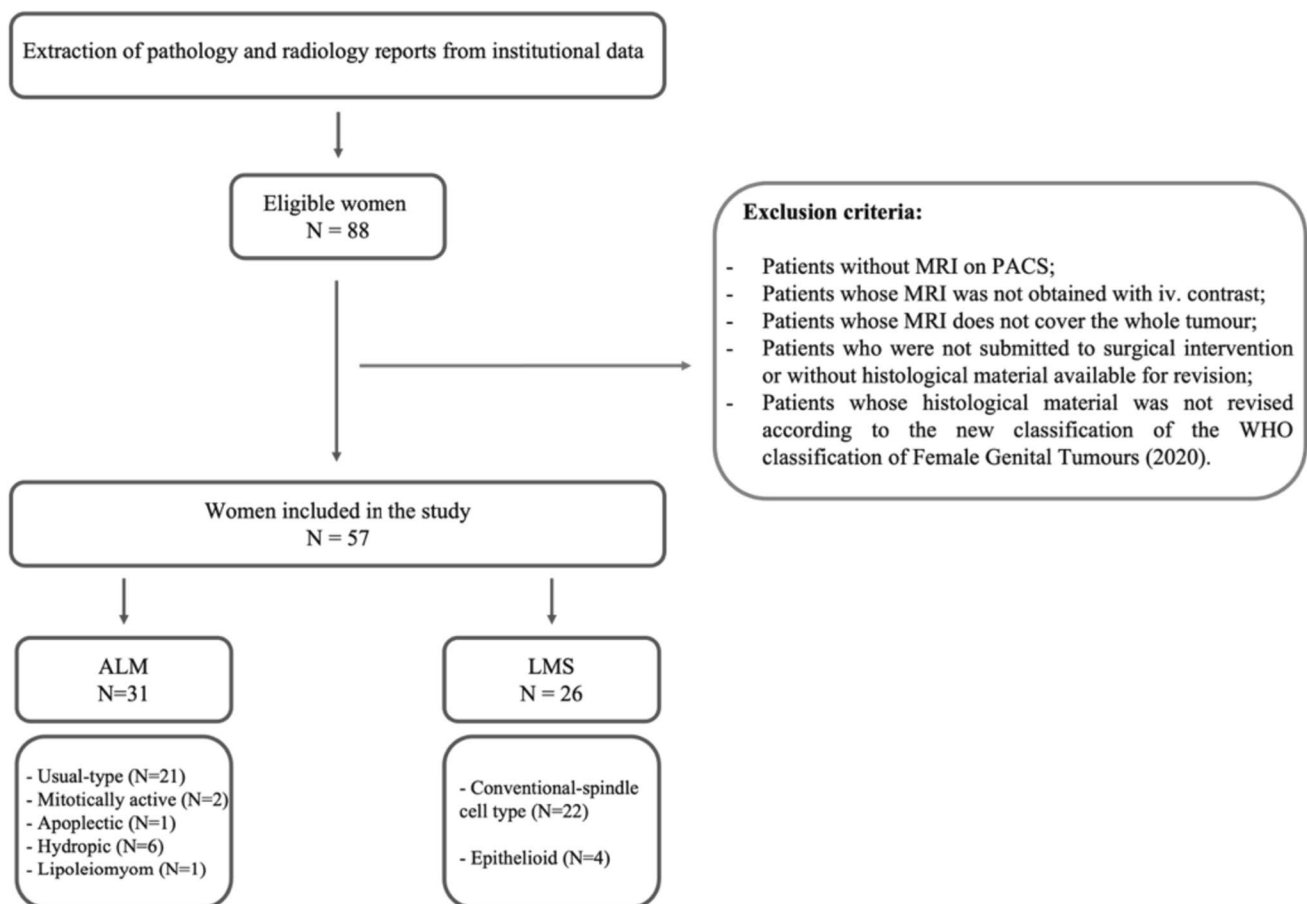 Extraction of pathology and radiology reports from institutional data
Eligible women
N = 88
Exclusion criteria:
- Patients without MRI on PACS;
- Patients whose MRI was not obtained with iv. contrast;
- Patients whose MRI does not cover the whole tumour;
- Patients who were not submitted to surgical intervention
or without histological material available for revision;
- Patients whose histological material was not revised
according to the new classification of the WHO
classification of Female Genital Tumours (2020).
Women included in the study
N = 57
ALM
N=31
LMS
N = 26
- Usual-type (N=21)
- Mitotically active (N=2)
- Apoplectic (N=1)
- Hydropic (N=6)
- Lipoleiomyom (N=1)
- Conventional-spindle
cell type (N=22)
- Epithelioid (N=4)